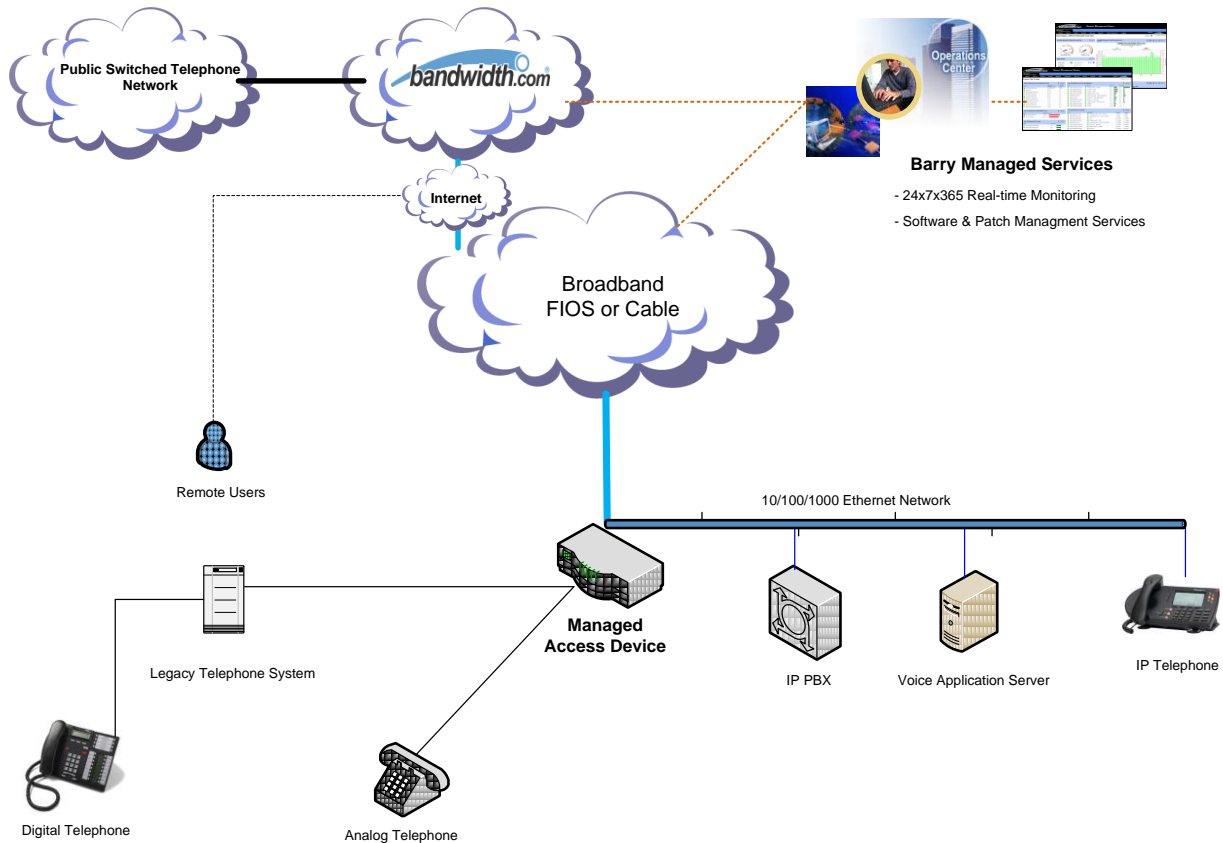 Public Switched Telephone
Network
bandwidth.com
Operations
Center
Barry Managed Services
- 24x7x365 Real-time Monitoring
- Software & Patch Managment Services
Internet
Broadband
FIOS or Cable
Remote Users
10/100/1000 Ethernet Network
Managed
Access Device
Legacy Telephone System
IP PBX
Voice Application Server
IP Telephone
Digital Telephone
Analog Telephone